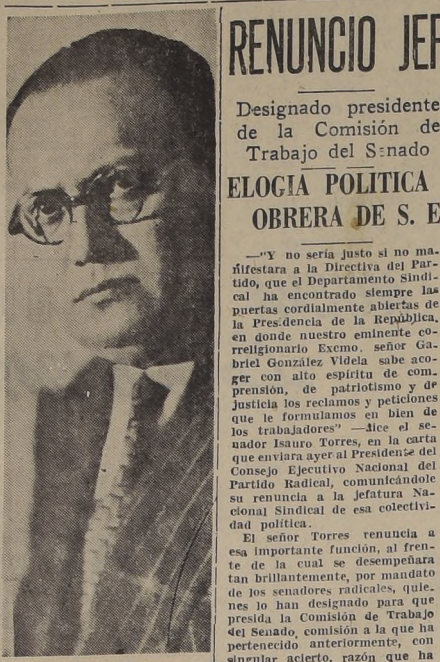 RENUNCIO JEF
Designado presidente
de la Comisión de
Trabajo del Senado
ELOGIA POLITICA
OBRERA DE S. E
—"Y no sería justo si no ma-
nifestara a la Directiva del Par-
tido, que el Departamento Sindi-
cal ha encontrado siempre las
puertas cordialmente abiertas de
la Presidencia de la República,
en donde nuestro eminente co-
rreligionario Excmo. señor Ga-
briel González Videla sabe aco-
ger con alto espíritu de com-
prensión, de patriotismo y de
justicia los reclamos y peticiones
que le formulamos en bien de
los trabajadores" —dice el se-
nador Isauro Torres, en la carta
que enviara ayer al Presidente del
Consejo Ejecutivo Nacional del
Partido Radical, comunicándole
su renuncia a la jefatura Na-
cional Sindical de esa colectivi-
dad política.
El señor Torres renuncia a
esa importante función, al fren-
te de la cual se desempeñara
tan brillantemente, por mandato
de los senadores radicales, quie-
nes lo han designado para que
presida la Comisión de Trabajo
del Senado, comisión a la que ha
pertenecido anteriormente, con
singular acierto, razón que ha